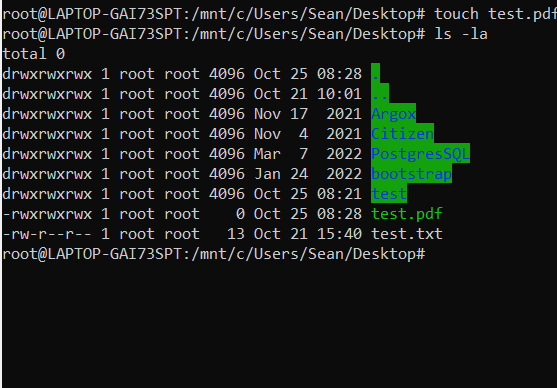 root@LAPTOP-GAI73SPT:/mnt/c/Users/Sean/Desktop# touch test.pdf
root@LAPTOP-GAI73SPT:/mnt/c/Users/Sean/Desktop# ls -la
total 0
drwxrwxrwx 1 root root 4096 Oct 25 08:28 .
drwxrwxrwx 1 root root 4096 Oct 21 10:01 ..
drwxrwxrwx 1 root root 4096 Nov 17  2021 Argox
drwxrwxrwx 1 root root 4096 Nov  4  2021 Citizen
drwxrwxrwx 1 root root 4096 Mar  7  2022 PostgresSQL
drwxrwxrwx 1 root root 4096 Jan 24  2022 bootstrap
drwxrwxrwx 1 root root 4096 Oct 25 08:21 test
-rwxrwxrwx 1 root root    0 Oct 25 08:28 test.pdf
-rw-r--r-- 1 root root   13 Oct 21 15:40 test.txt
root@LAPTOP-GAI73SPT:/mnt/c/Users/Sean/Desktop#